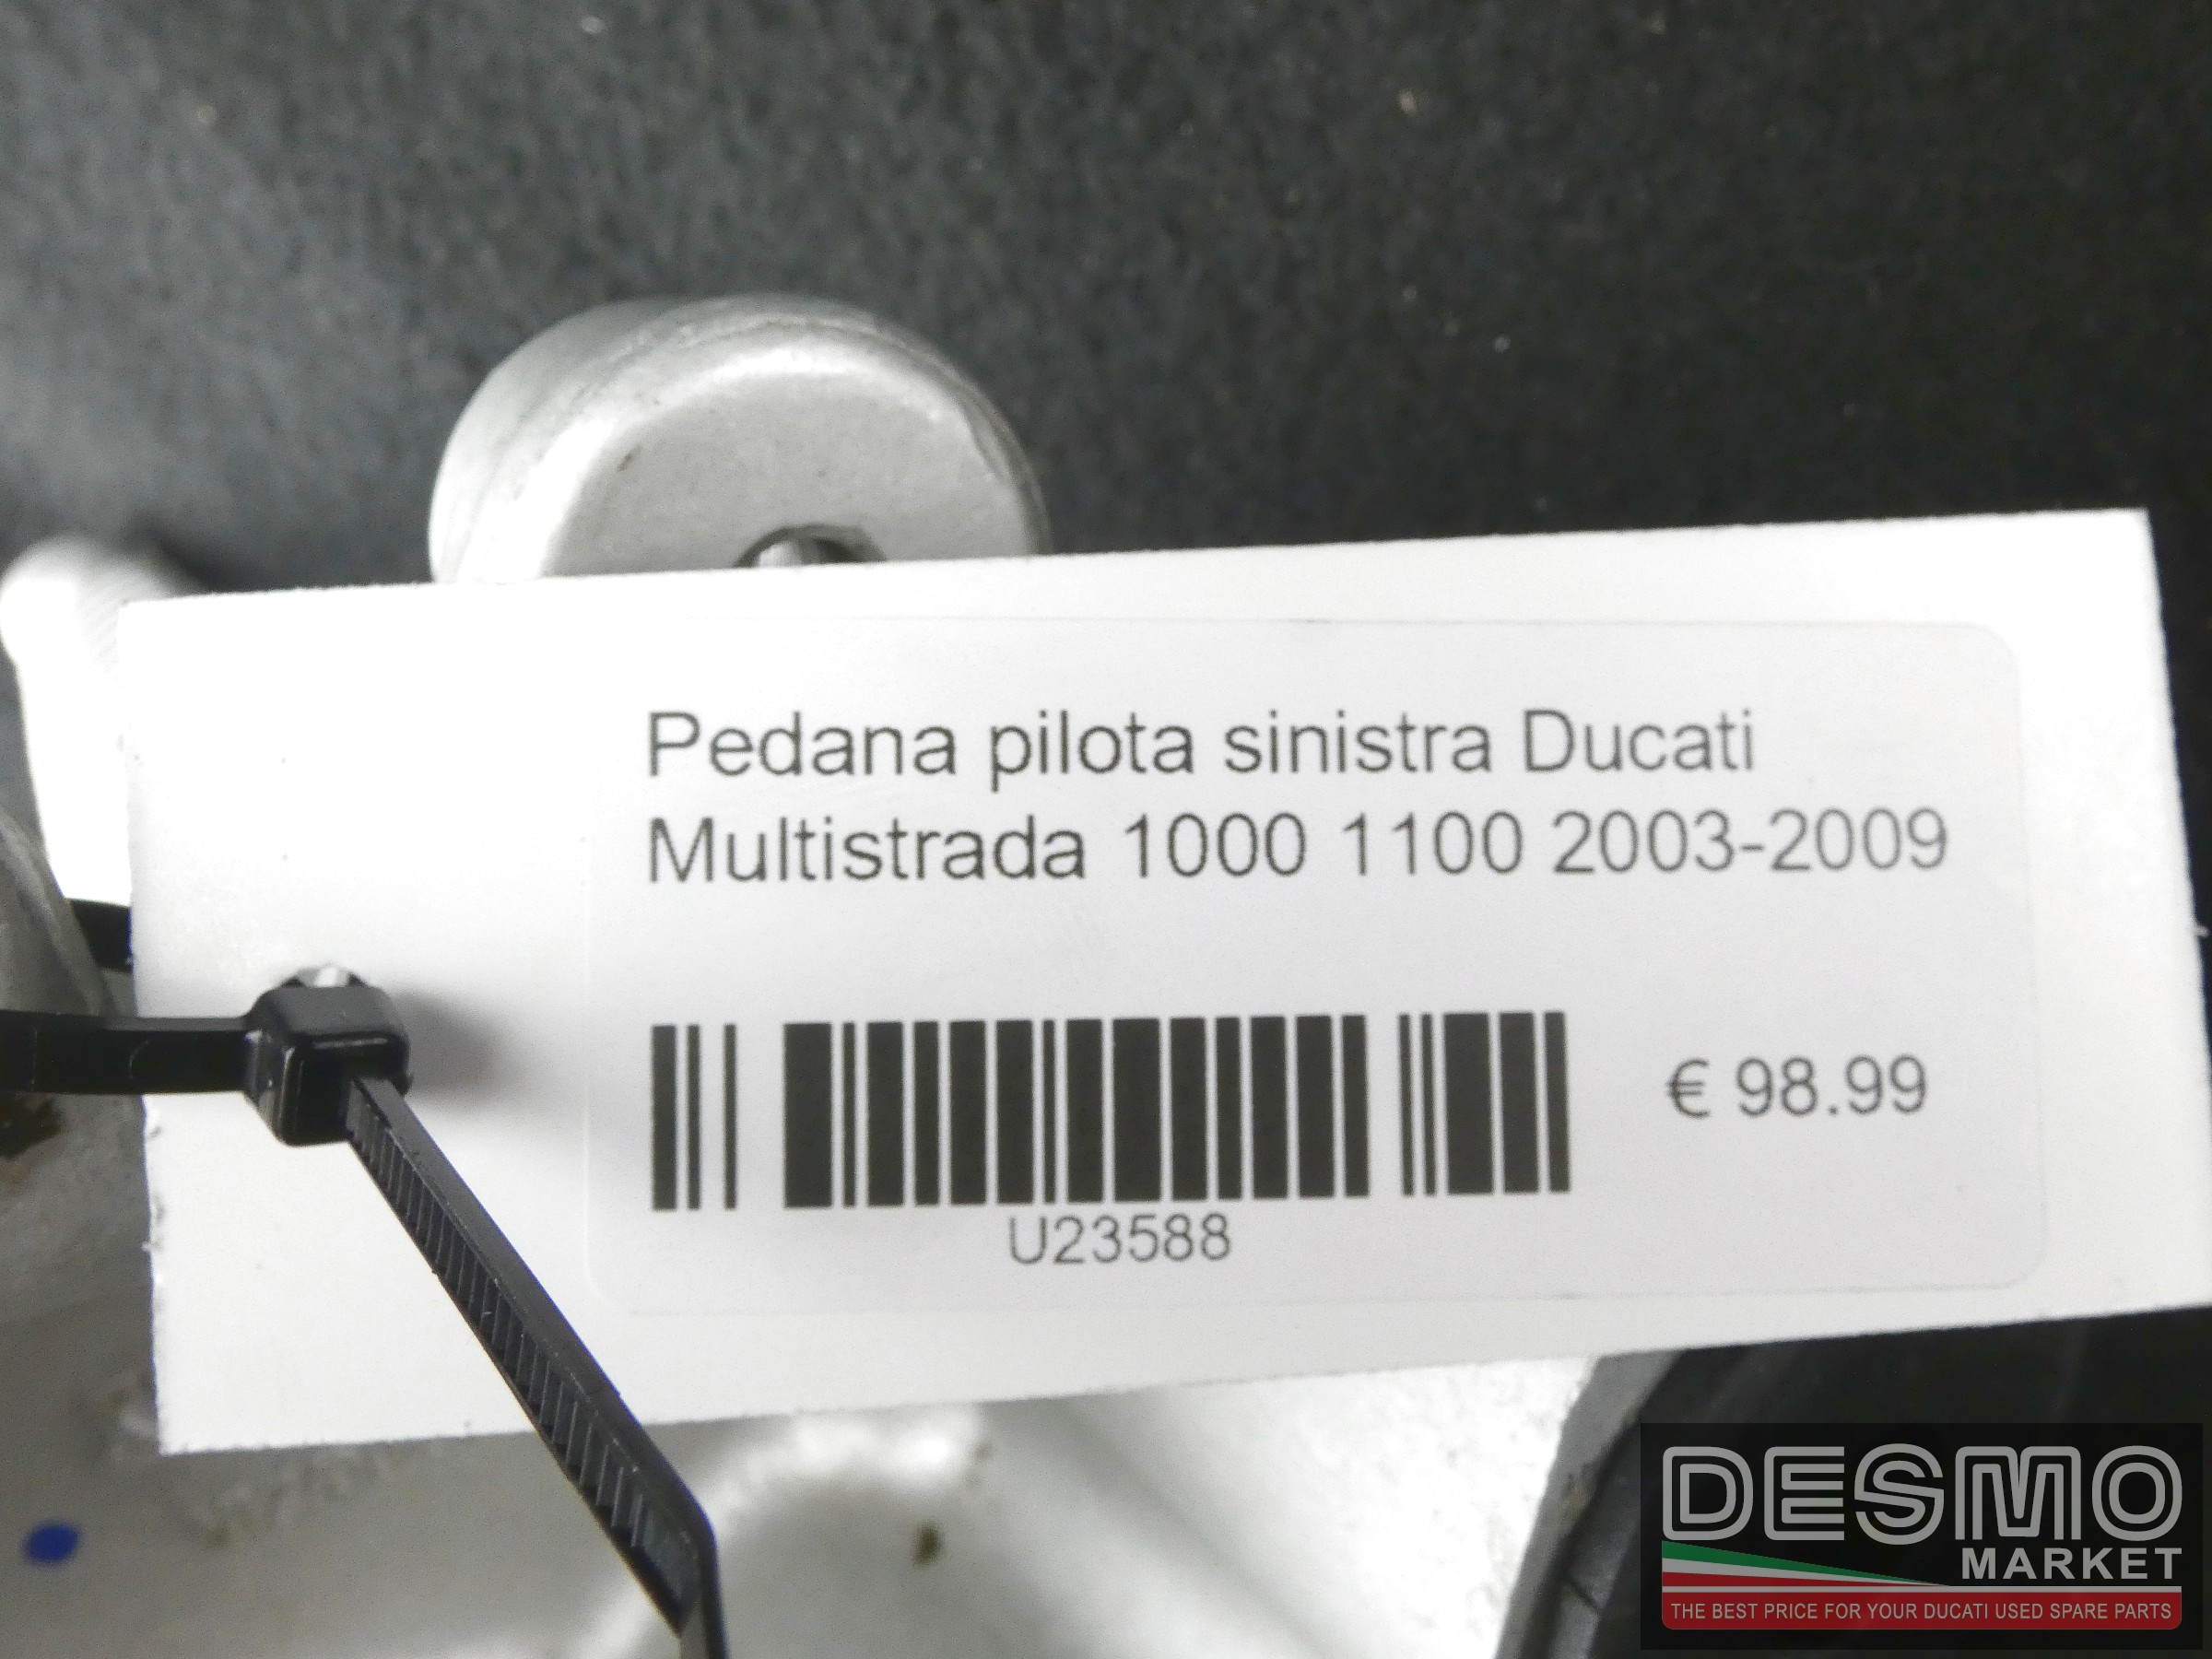 Pedana pilota sinistra Ducati
Multistrada 1000 1100 2003-2009
€ 98.99
U23588
DESMO
MARKET
THE BEST PRICE FOR YOUR DUCATI USED SPARE PARTS